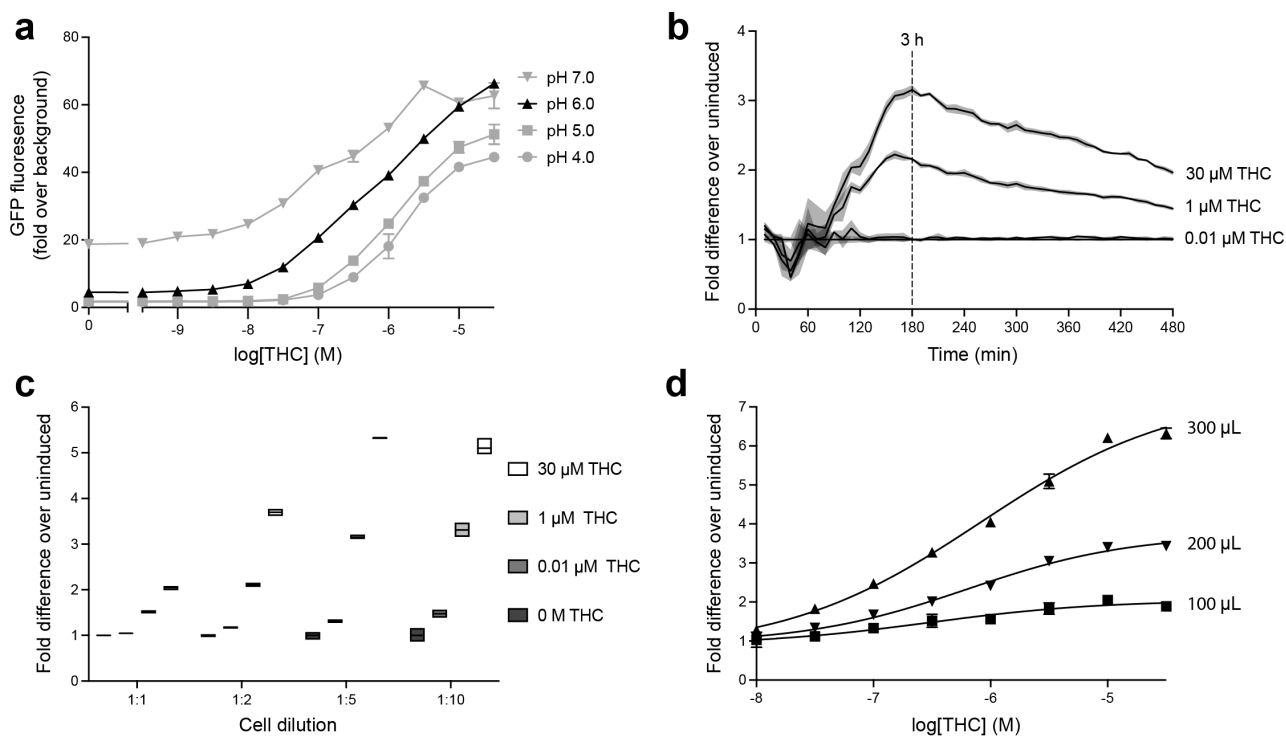 a
GFP fluoresence
(fold over background)
80
60
40
20
0
0
-9
-8
-7
-6
-5
log[THC] (M)
pH 7.0
pH 6.0
pH 5.0
pH 4.0
b
Fold difference over uninduced
4
3
2
1
0
3 h
30 µM THC
1 µM THC
0.01 µM THC
0
60
120
180
240
300
360
420
480
Time (min)
c
Fold difference over uninduced
6
5
4
3
2
1
0
1:1
1:2
1:5
1:10
Cell dilution
30 µM THC
1 µM THC
0.01 µM THC
0 M THC
d
Fold difference over uninduced
7
6
5
4
3
2
1
0
300 µL
200 µL
100 µL
-8
-7
-6
-5
log[THC] (M)